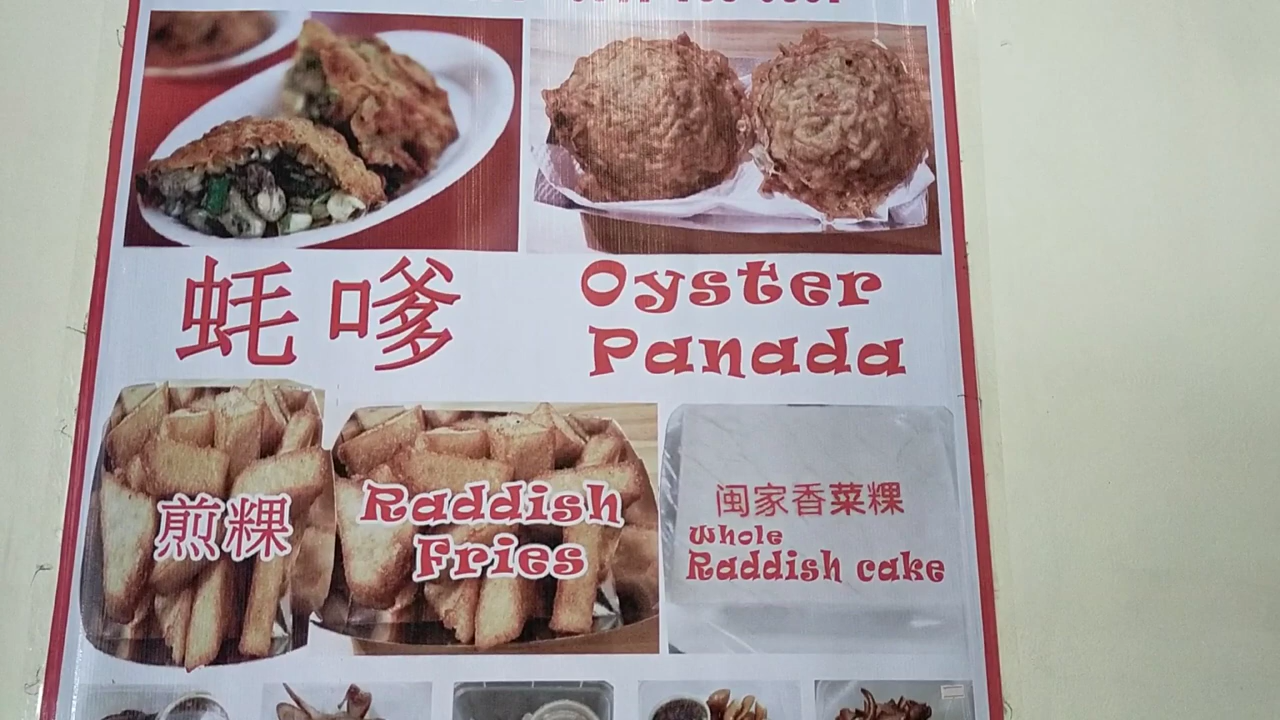 蚝嗲
Oyster
Panada
煎粿
Raddish
Fries
闽家香菜粿
Whole
Raddish cake